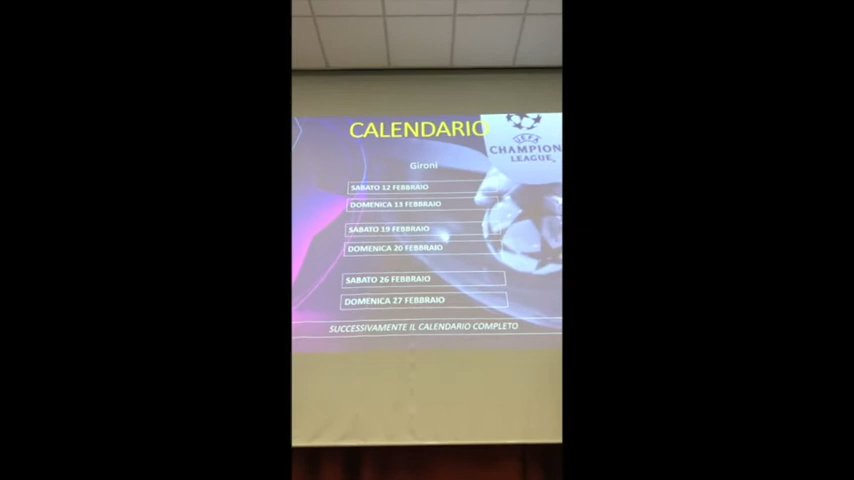 CALENDARIO
UEFA
CHAMPION
LEAGUE
Gironi
SABATO 12 FEBBRAIO
DOMENICA 13 FEBBRAIO
SABATO 19 FEBBRAIO
DOMENICA 20 FEBBRAIO
SABATO 26 FEBBRAIO
DOMENICA 27 FEBBRAIO
SUCCESSIVAMENTE IL CALENDARIO COMPLETO